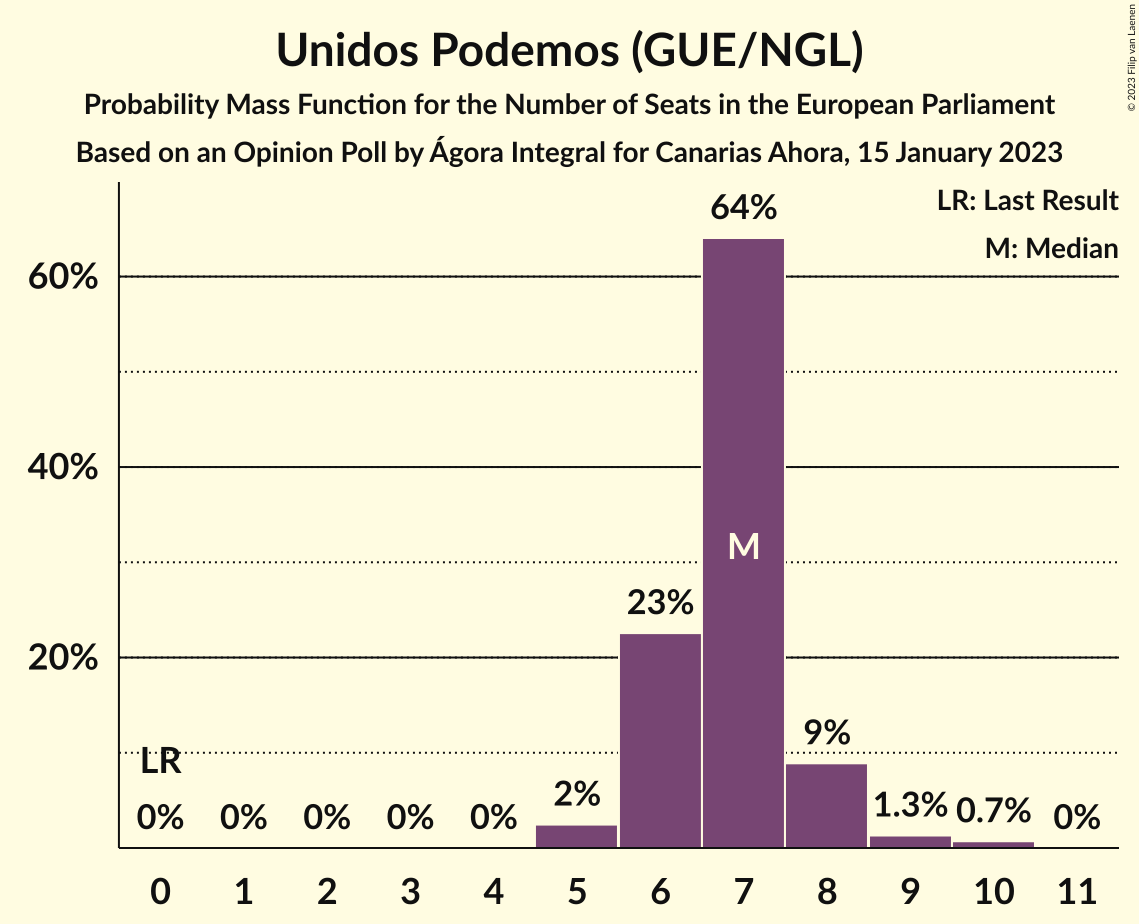 Unidos Podemos (GUE/NGL)
Probability Mass Function for the Number of Seats in the European Parliament
Based on an Opinion Poll by Ágora Integral for Canarias Ahora, 15 January 2023
© 2023 Filip van Laenen
LR: Last Result
M: Median
60%
40%
20%
LR
M
0%
0%
0%
0%
0%
2%
23%
64%
9%
1.3%
0.7%
0%
0 1 2 3 4 5 6 7 8 9 10 11